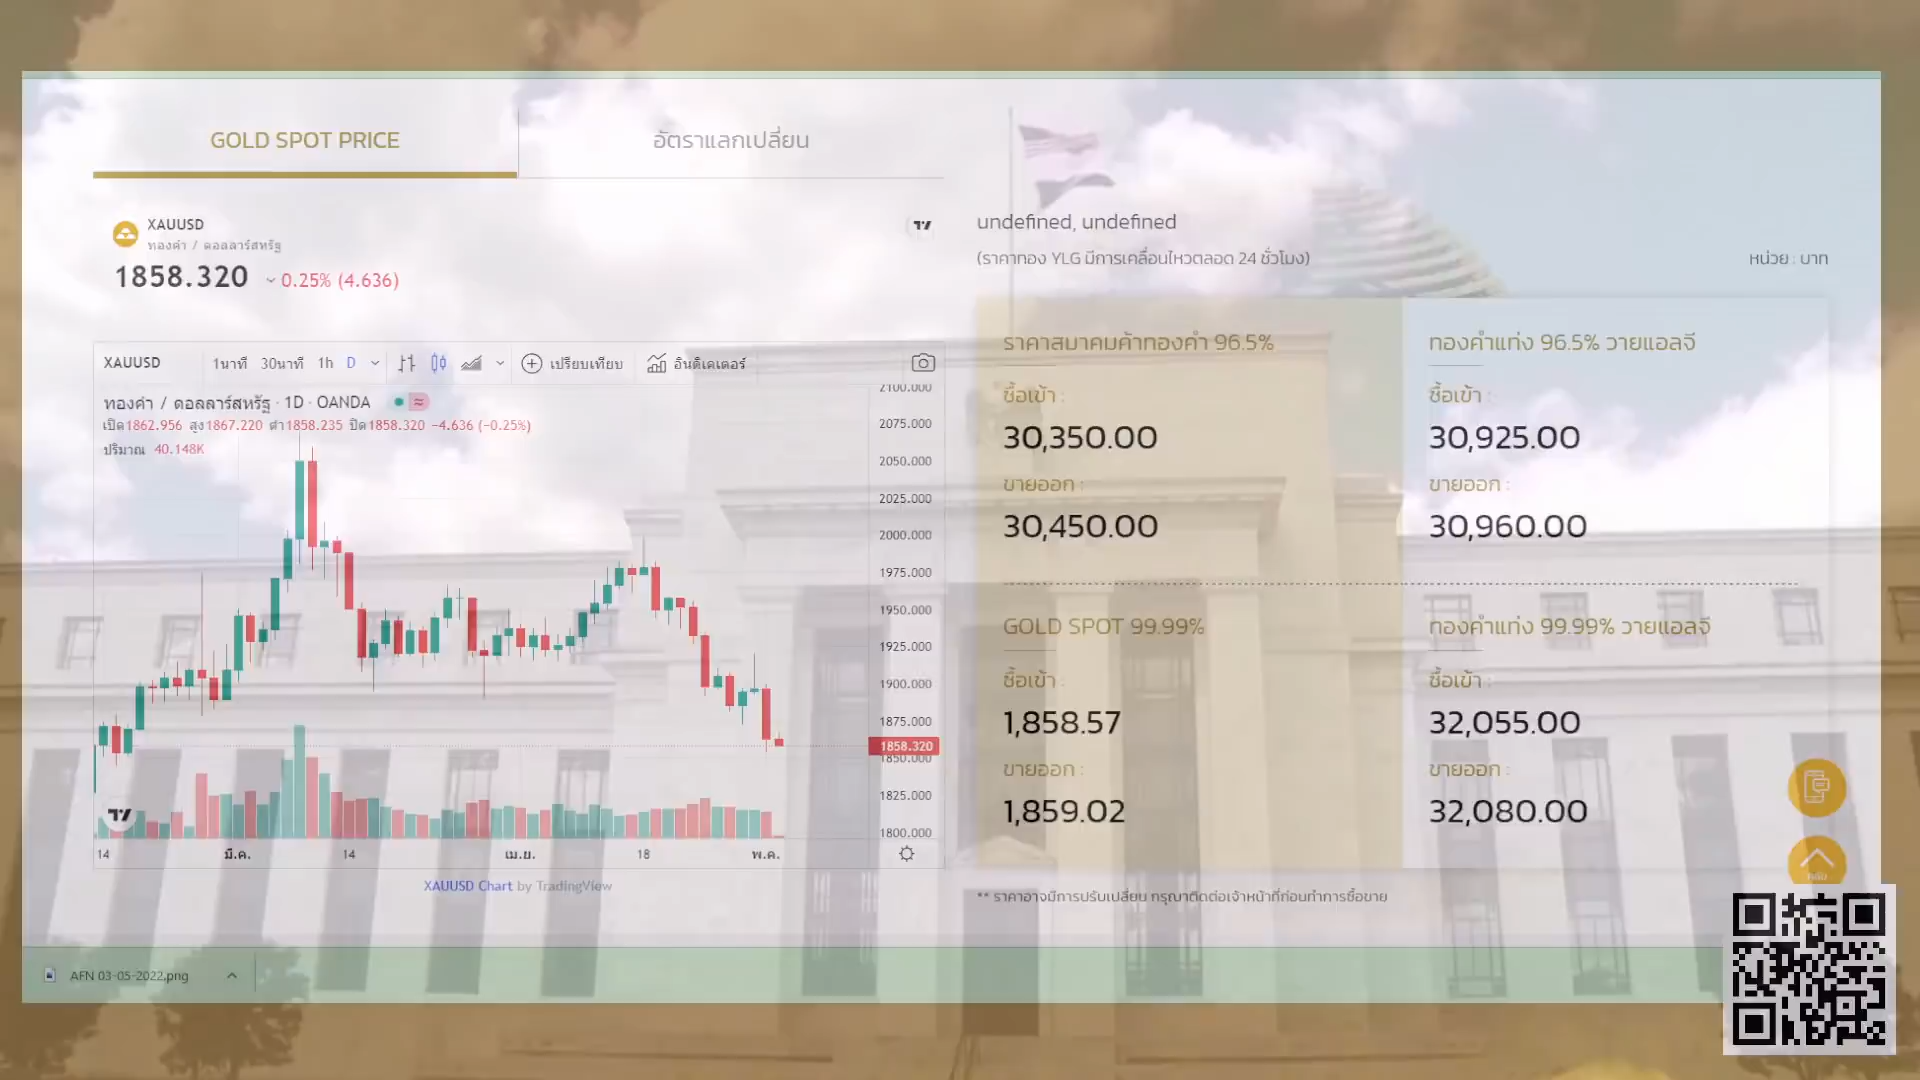 GOLD SPOT PRICE
อัตราแลกเปลี่ยน
XAUUSD
ทองคำ / ดอลลาร์สหรัฐ
1858.320 0.25% (4.636)
XAUUSD 1นาที 30นาที 1h D เปรียบเทียบ อินดิเคเตอร์
ทองคำ / ดอลลาร์สหรัฐ · 1D · OANDA
เปิด1862.956 สูง1867.220 ต่ำ1858.235 ปิด1858.320 −4.636 (−0.25%)
ปริมาณ 40.148K
2100.000
2075.000
2050.000
2025.000
2000.000
1975.000
1950.000
1925.000
1900.000
1875.000
1858.320
1850.000
1825.000
1800.000
14 มี.ค. 14 เม.ย. 18 พ.ค.
XAUUSD Chart by TradingView
undefined, undefined
(ราคาทอง YLG มีการเคลื่อนไหวตลอด 24 ชั่วโมง)
หน่วย : บาท
ราคาสมาคมค้าทองคำ 96.5%
ซื้อเข้า :
30,350.00
ขายออก :
30,450.00
ทองคำแท่ง 96.5% วายแอลจี
ซื้อเข้า :
30,925.00
ขายออก :
30,960.00
GOLD SPOT 99.99%
ซื้อเข้า :
1,858.57
ขายออก :
1,859.02
ทองคำแท่ง 99.99% วายแอลจี
ซื้อเข้า :
32,055.00
ขายออก :
32,080.00
** ราคาอาจมีการปรับเปลี่ยน กรุณาติดต่อเจ้าหน้าที่ก่อนทำการซื้อขาย
AFN 03-05-2022.png